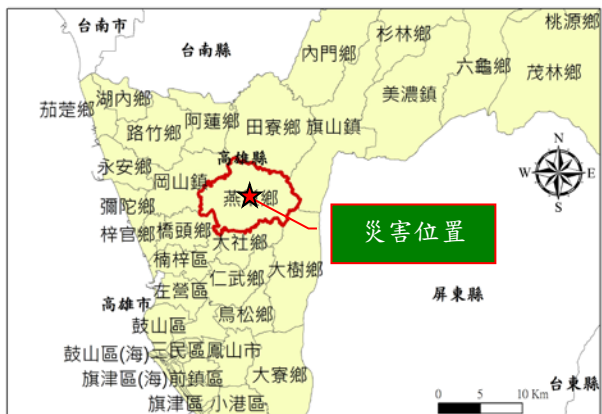 台南市
台南縣
桃源鄉
杉林鄉
內門鄉
六龜鄉
茂林鄉
美濃鎮
湖內鄉
茄萣鄉
阿蓮鄉
田寮鄉
旗山鎮
路竹鄉
高雄縣
永安鄉
岡山鎮
燕巢鄉
彌陀鄉
梓官鄉
橋頭鄉
大社鄉
災害位置
楠梓區
仁武鄉
大樹鄉
左營區
高雄市
鳥松鄉
屏東縣
鼓山區
鼓山區(海)
三民區
鳳山市
旗津區(海)
前鎮區
大寮鄉
旗津區
小港區
台東縣
N
W
E
S
0 5 10 Km